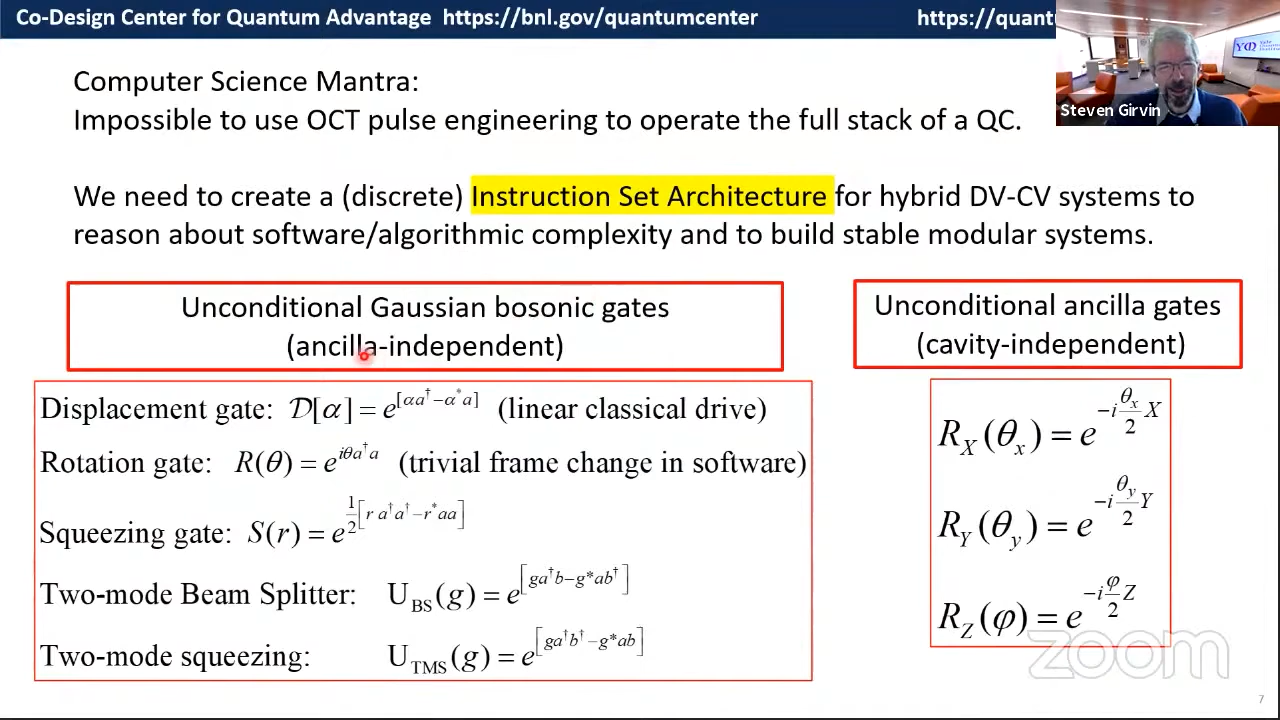 Co-Design Center for Quantum Advantage https://bnl.gov/quantumcenter https://quant
Steven Girvin
Computer Science Mantra:
Impossible to use OCT pulse engineering to operate the full stack of a QC.
We need to create a (discrete) Instruction Set Architecture for hybrid DV-CV systems to
reason about software/algorithmic complexity and to build stable modular systems.
Unconditional Gaussian bosonic gates
(ancilla-independent)
Displacement gate: 𝒟[α] = e^{[αa†−α*a]} (linear classical drive)
Rotation gate: R(θ) = e^{iθa†a} (trivial frame change in software)
Squeezing gate: S(r) = e^{1/2[r a†a†−r*aa]}
Two-mode Beam Splitter: U_BS(g) = e^{[ga†b−g*ab†]}
Two-mode squeezing: U_TMS(g) = e^{[ga†b†−g*ab]}
Unconditional ancilla gates
(cavity-independent)
R_X(θ_x) = e^{−i θ_x/2 X}
R_Y(θ_y) = e^{−i θ_y/2 Y}
R_Z(φ) = e^{−i φ/2 Z}
zoom
7